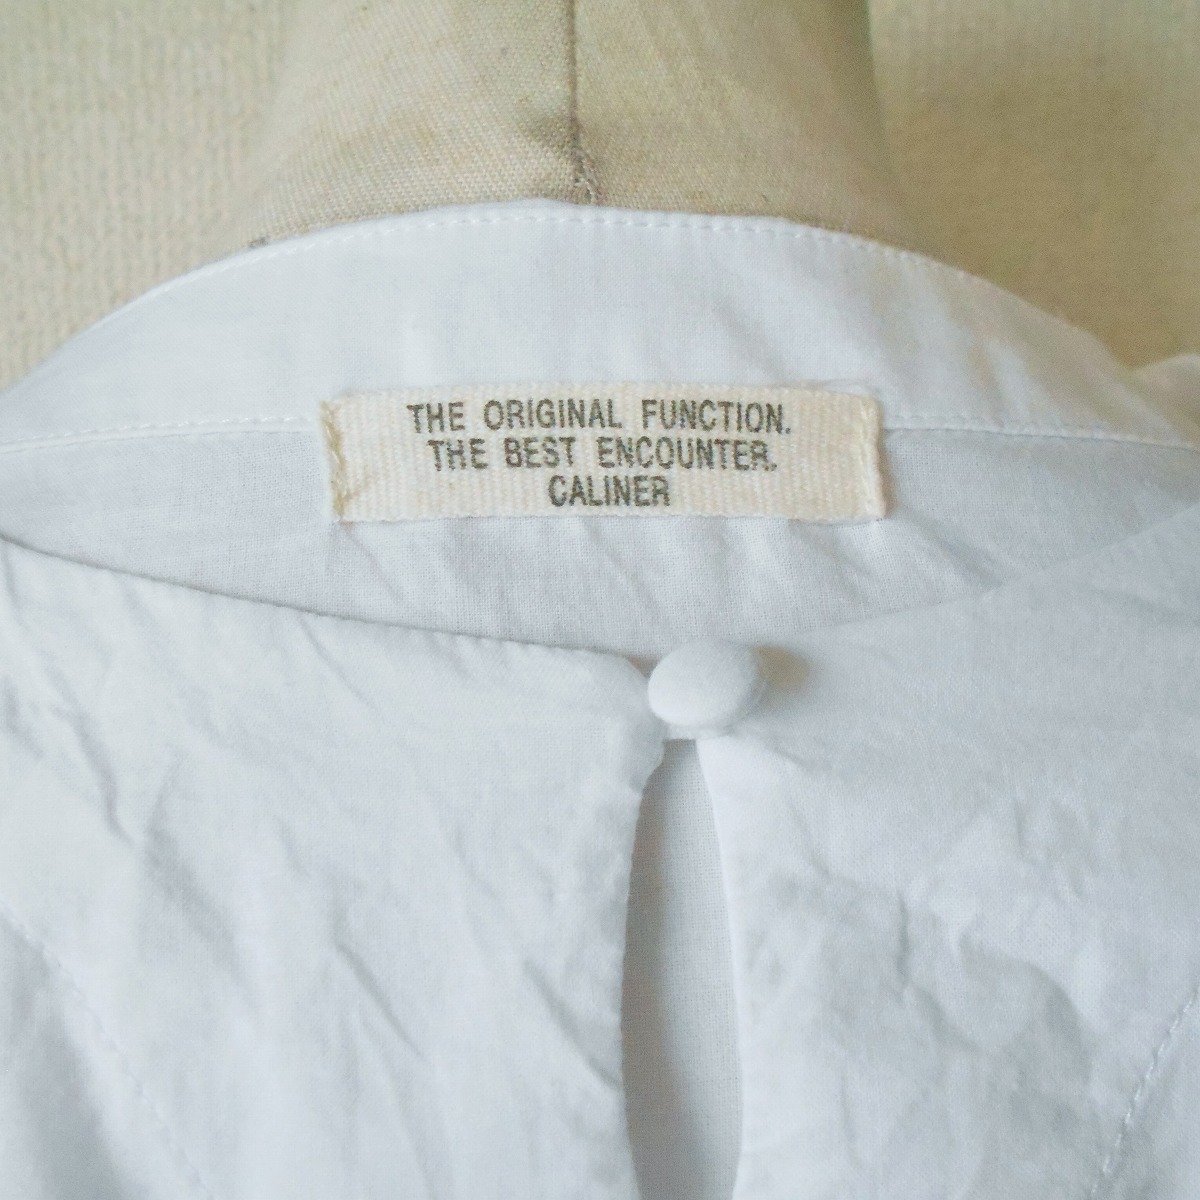 THE ORIGINAL FUNCTION.
THE BEST ENCOUNTER.
CALINER